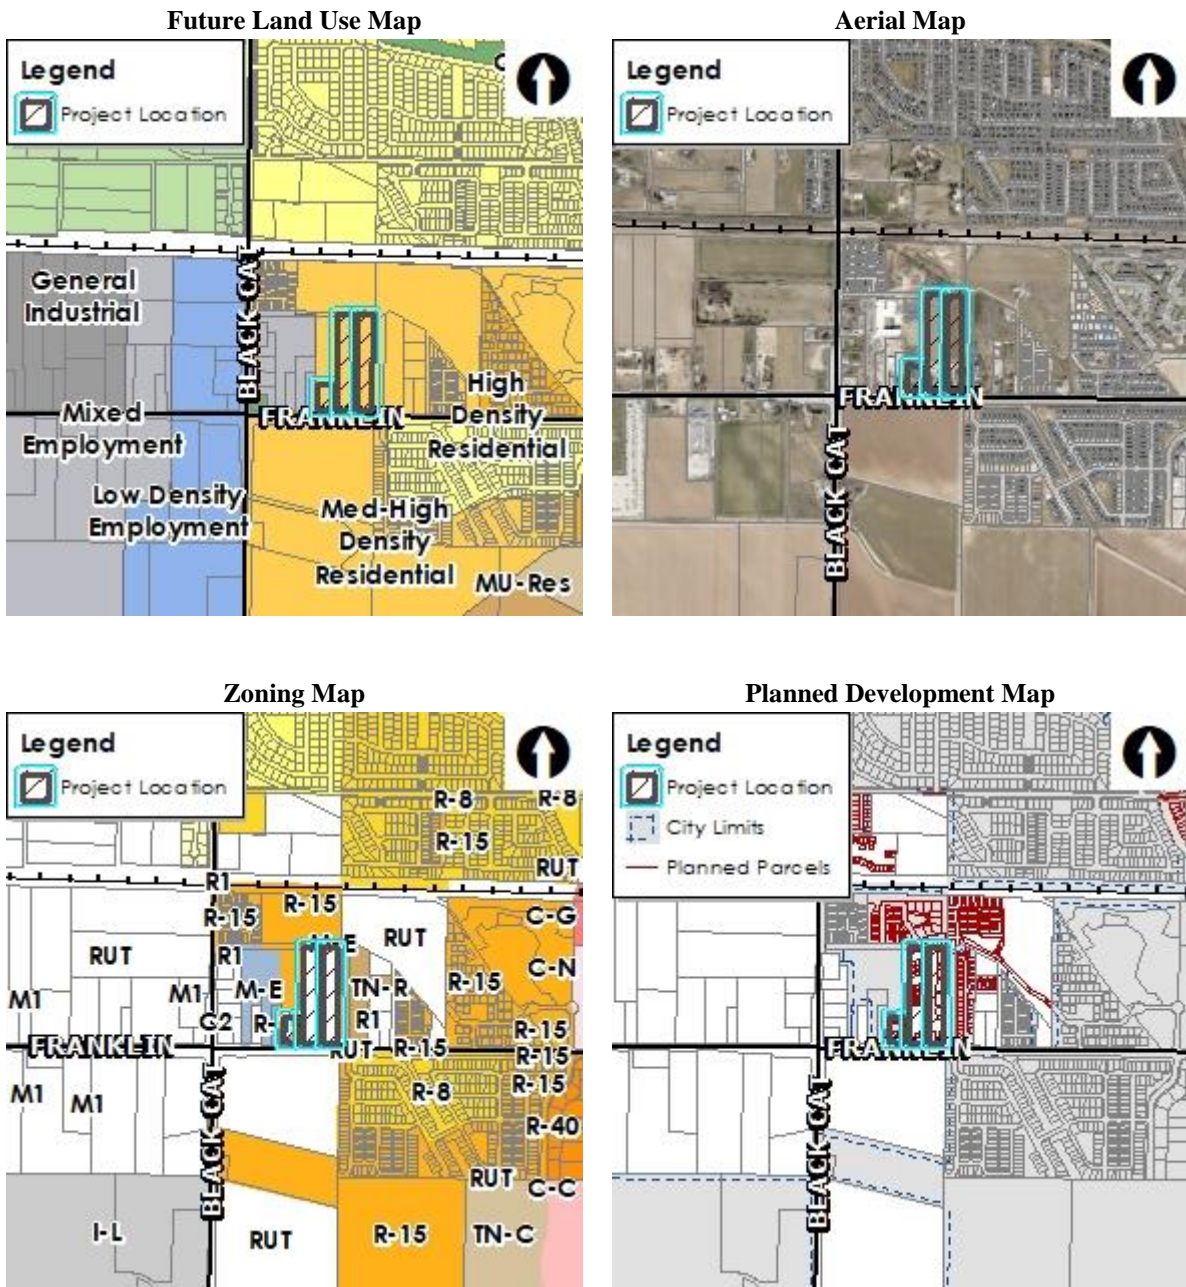 Future Land Use Map
Legend
Project Location
General
Industrial
BLACK-CAT
High
Density
Residential
FRANKLIN
Mixed
Employment
Low Density
Employment
Med-High
Density
Residential
MU-Res
Aerial Map
Legend
Project Location
FRANKLIN
BLACK-CAT
Zoning Map
Legend
Project Location
R-8
R-8
R-15
RUT
R1
R-15
R-15
C-G
RUT
RUT
R1
C-N
M1
M1
M-E
TN-R
R-15
C2
R-
R1
R-15
FRANKLIN
RUT
R-15
R-15
M1
M1
R-8
R-15
R-40
BLACK-CAT
RUT
C-C
I-L
RUT
R-15
TN-C
Planned Development Map
Legend
Project Location
City Limits
Planned Parcels
FRANKLIN
BLACK-CAT